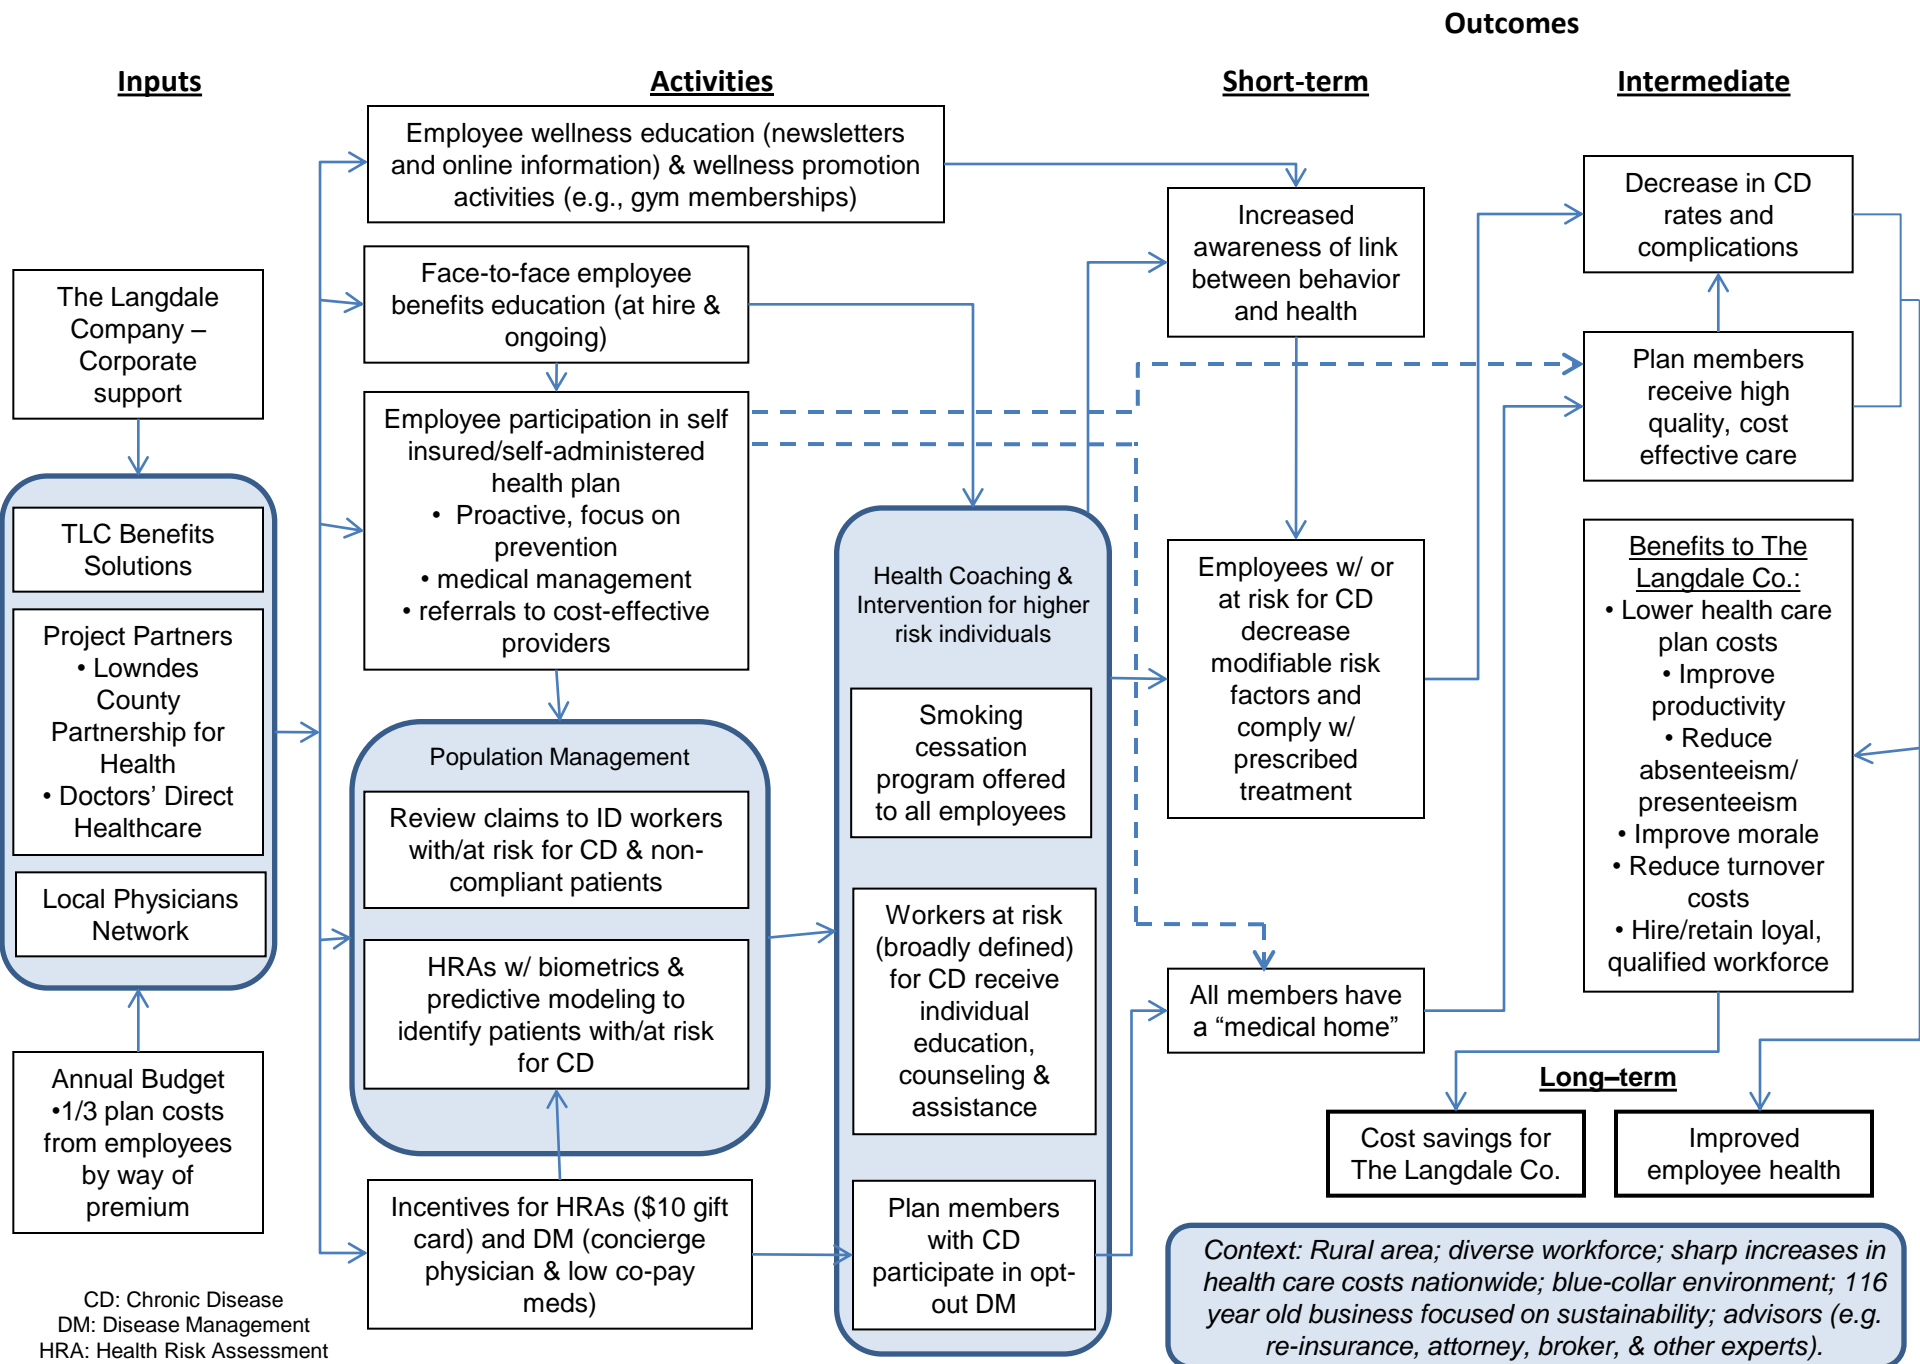 Outcomes
Inputs
Activities
Short-term
Intermediate
The Langdale
Company –
Corporate
support
TLC Benefits
Solutions
Project Partners
• Lowndes
County
Partnership for
Health
• Doctors’ Direct
Healthcare
Local Physicians
Network
Annual Budget
•1/3 plan costs
from employees
by way of
premium
CD: Chronic Disease
DM: Disease Management
HRA: Health Risk Assessment
Employee wellness education (newsletters
and online information) & wellness promotion
activities (e.g., gym memberships)
Face-to-face employee
benefits education (at hire &
ongoing)
Employee participation in self
insured/self-administered
health plan
• Proactive, focus on
prevention
• medical management
• referrals to cost-effective
providers
Population Management
Review claims to ID workers
with/at risk for CD & non-
compliant patients
HRAs w/ biometrics &
predictive modeling to
identify patients with/at risk
for CD
Incentives for HRAs ($10 gift
card) and DM (concierge
physician & low co-pay
meds)
Health Coaching &
Intervention for higher
risk individuals
Smoking
cessation
program offered
to all employees
Workers at risk
(broadly defined)
for CD receive
individual
education,
counseling &
assistance
Plan members
with CD
participate in opt-
out DM
Increased
awareness of link
between behavior
and health
Employees w/ or
at risk for CD
decrease
modifiable risk
factors and
comply w/
prescribed
treatment
All members have
a “medical home”
Decrease in CD
rates and
complications
Plan members
receive high
quality, cost
effective care
Benefits to The
Langdale Co.:
• Lower health care
plan costs
• Improve
productivity
• Reduce
absenteeism/
presenteeism
• Improve morale
• Reduce turnover
costs
• Hire/retain loyal,
qualified workforce
Long–term
Cost savings for
The Langdale Co.
Improved
employee health
Context: Rural area; diverse workforce; sharp increases in
health care costs nationwide; blue-collar environment; 116
year old business focused on sustainability; advisors (e.g.
re-insurance, attorney, broker, & other experts).